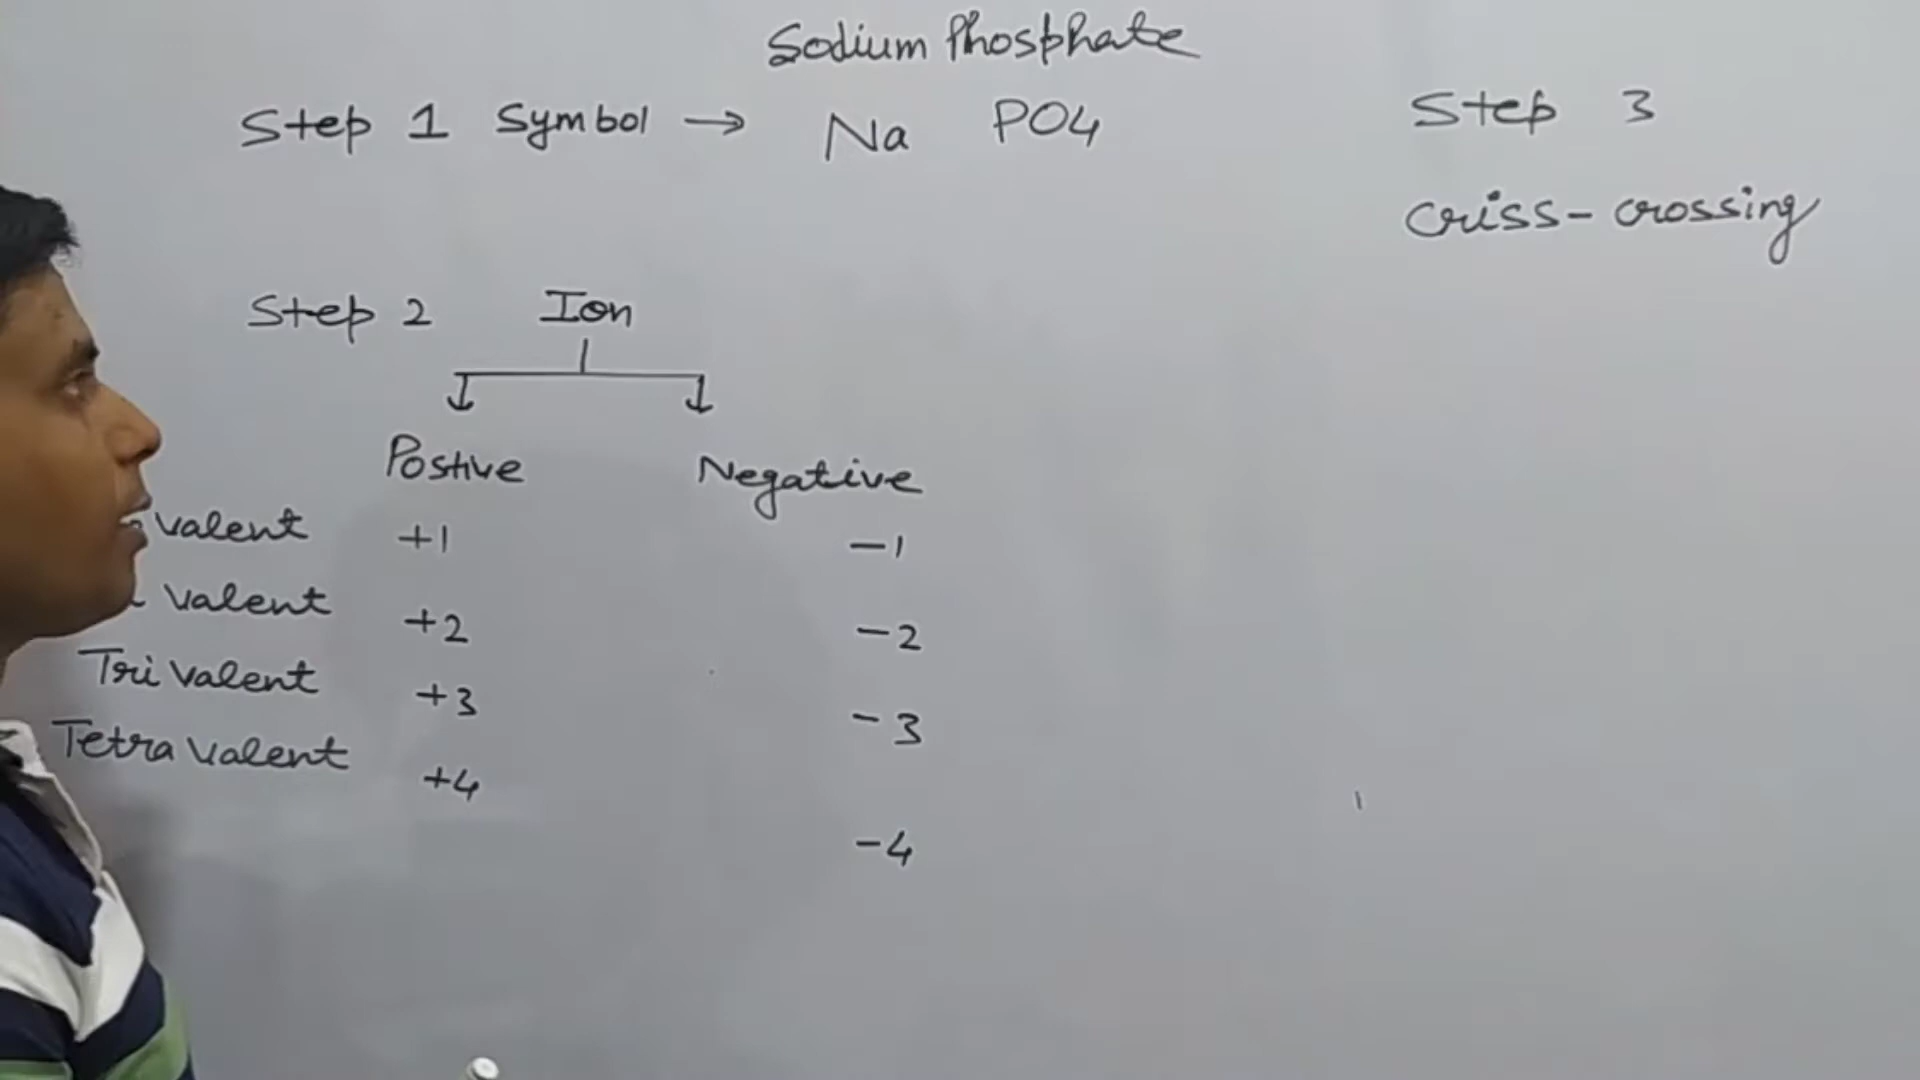 Sodium Phosphate
Step 1 Symbol → Na PO4
Step 3
Criss-crossing
Step 2 Ion
Postive Negative
valent +1 -1
valent +2 -2
Tri valent +3 -3
Tetra valent +4
-4